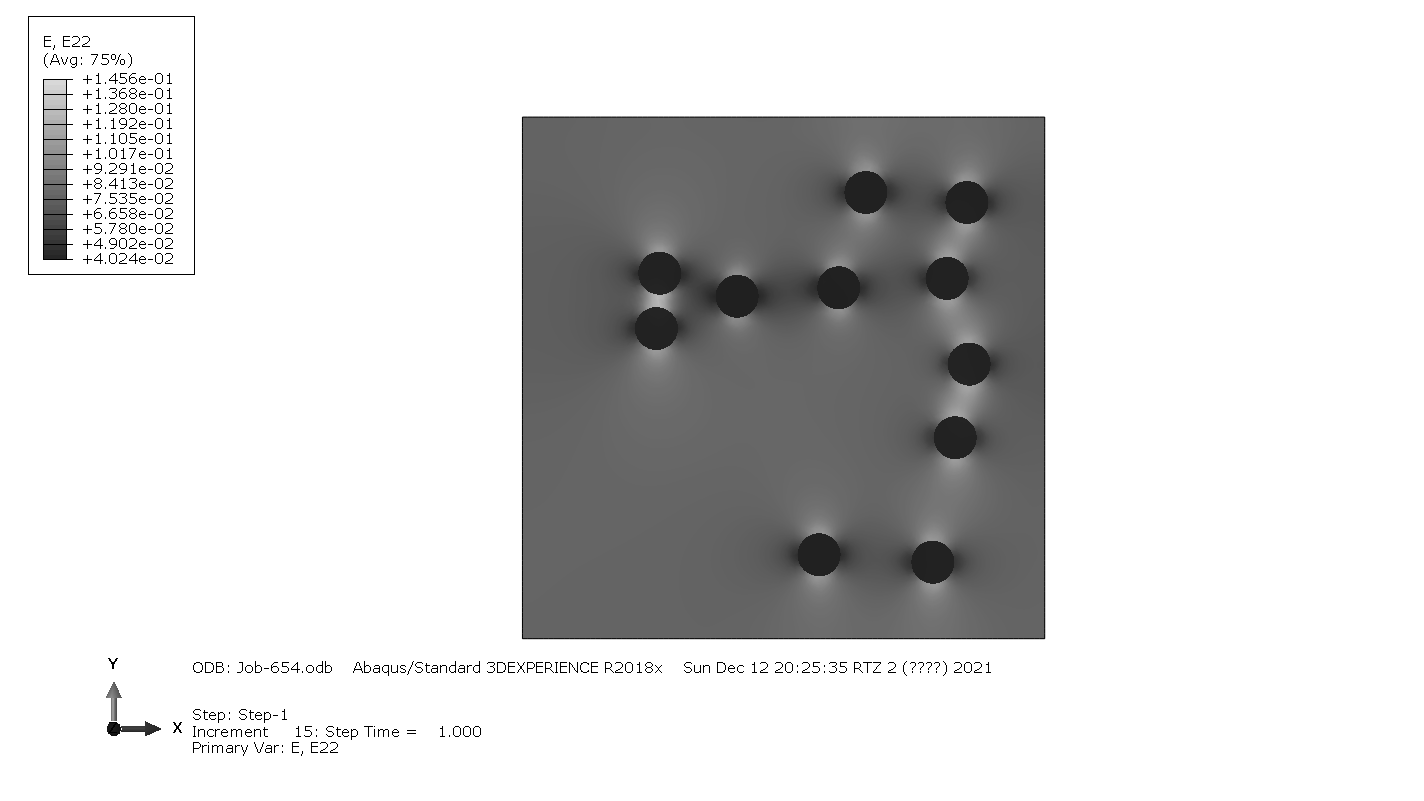 E, E22
(Avg: 75%)
+1.456e-01
+1.368e-01
+1.280e-01
+1.192e-01
+1.105e-01
+1.017e-01
+9.291e-02
+8.413e-02
+7.535e-02
+6.658e-02
+5.780e-02
+4.902e-02
+4.024e-02
Y
X
ODB: Job-654.odb    Abaqus/Standard 3DEXPERIENCE R2018x    Sun Dec 12 20:25:35 RTZ 2 (????) 2021
Step: Step-1
Increment     15: Step Time =    1.000
Primary Var: E, E22